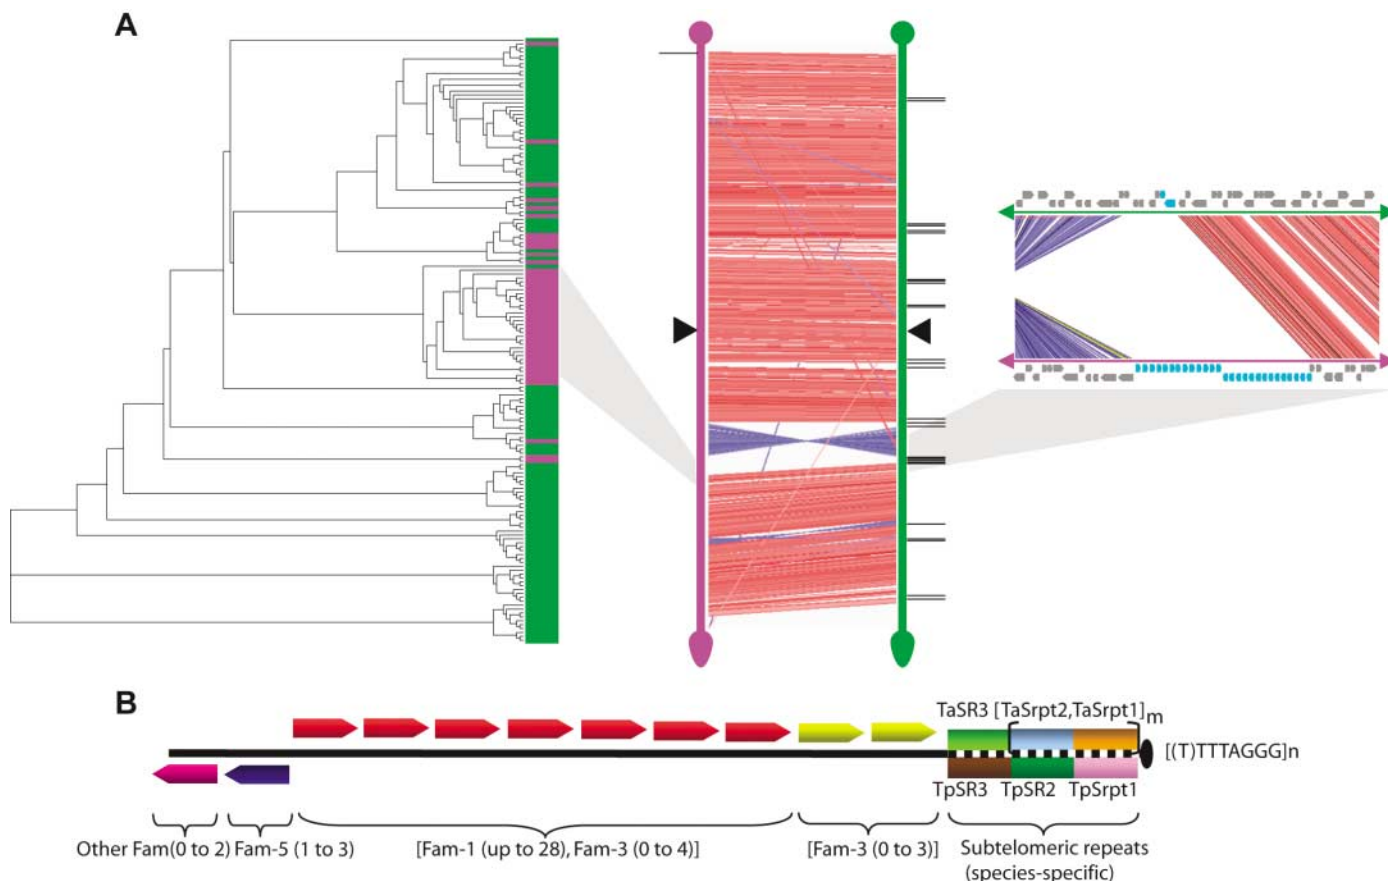 A
B
TaSR3 [TaSrpt2,TaSrpt1]m
[(T)TTTAGGG]n
TpSR3 TpSR2 TpSrpt1
Other Fam(0 to 2) Fam-5 (1 to 3) [Fam-1 (up to 28), Fam-3 (0 to 4)] [Fam-3 (0 to 3)] Subtelomeric repeats
(species-specific)